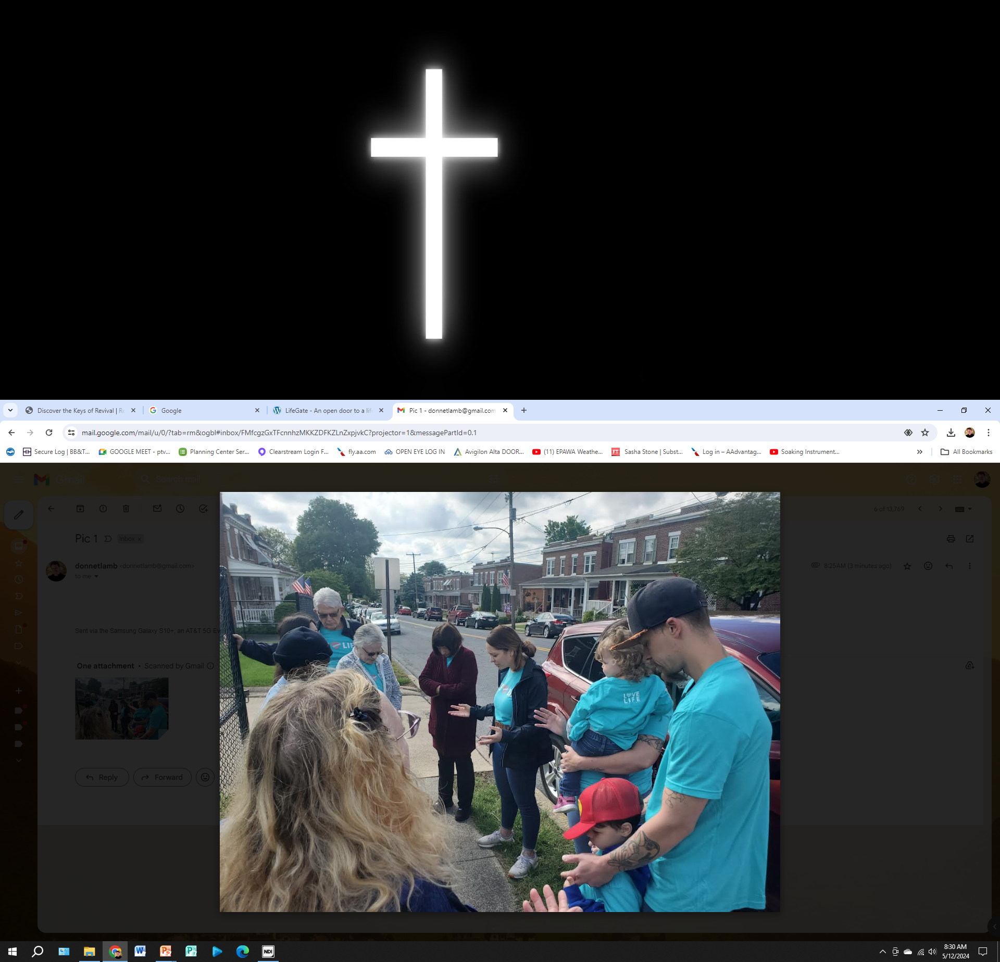 Discover the Keys of Revival | Re
Google
LifeGate - An open door to a lif
Pic 1 - donnetlamb@gmail.com
mail.google.com/mail/u/0/?tab=rm&ogbl#inbox/FMfcgzGxTFcnnhzMKKZDFKZLnZxpjvkC?projector=1&messagePartId=0.1
Secure Log | BB&T...
GOOGLE MEET - ptv...
Planning Center Ser...
Clearstream Login F...
fly.aa.com
OPEN EYE LOG IN
Avigilon Alta DOOR...
(11) EPAWA Weathe...
FT
Sasha Stone | Subst...
Log in – AAdvantag...
Soaking Instrument...
All Bookmarks
Gmail
Search mail
6 of 13,769
Pic 1
Inbox x
donnetlamb <donnetlamb@gmail.com>
8:25 AM (3 minutes ago)
to me
LIF
Sent via the Samsung Galaxy S10+, an AT&T 5G Ev
One attachment • Scanned by Gmail
LOVE
LIFE
Reply
Forward
NDI
8:30 AM
5/12/2024